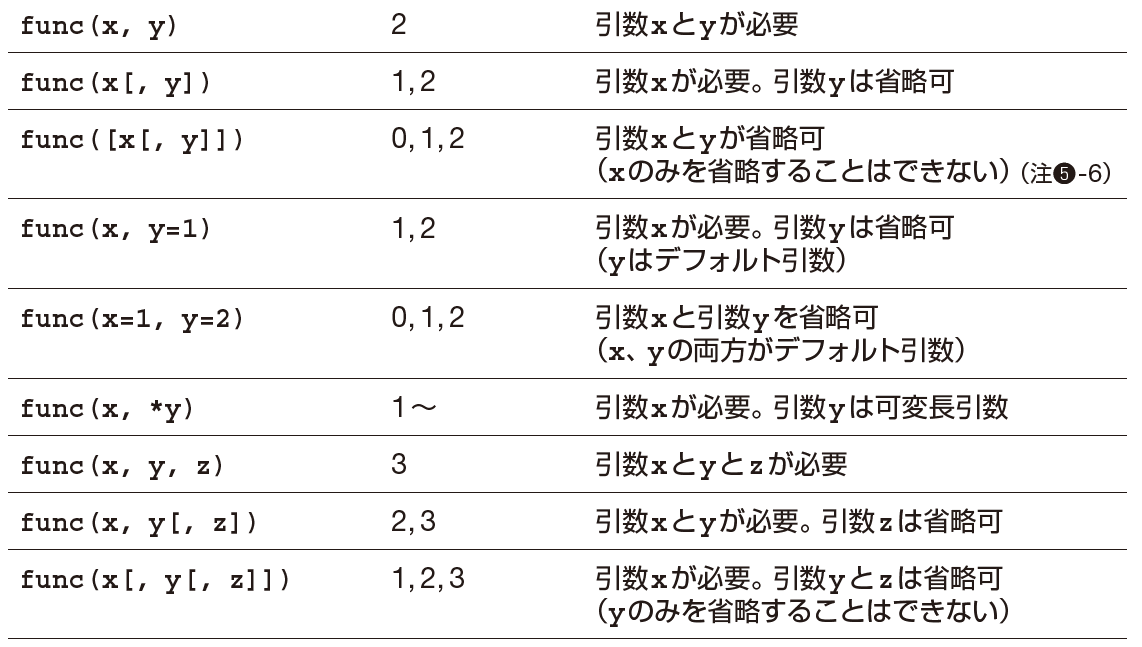 func(x, y) 2 引数xとyが必要
func(x[, y]) 1,2 引数xが必要。引数yは省略可
func([x[, y]]) 0,1,2 引数xとyが省略可
（xのみを省略することはできない）（注❺-6）
func(x, y=1) 1,2 引数xが必要。引数yは省略可
（yはデフォルト引数）
func(x=1, y=2) 0,1,2 引数xと引数yを省略可
（x、yの両方がデフォルト引数）
func(x, *y) 1～ 引数xが必要。引数yは可変長引数
func(x, y, z) 3 引数xとyとzが必要
func(x, y[, z]) 2,3 引数xとyが必要。引数zは省略可
func(x[, y[, z]]) 1,2,3 引数xが必要。引数yとzは省略可
（yのみを省略することはできない）